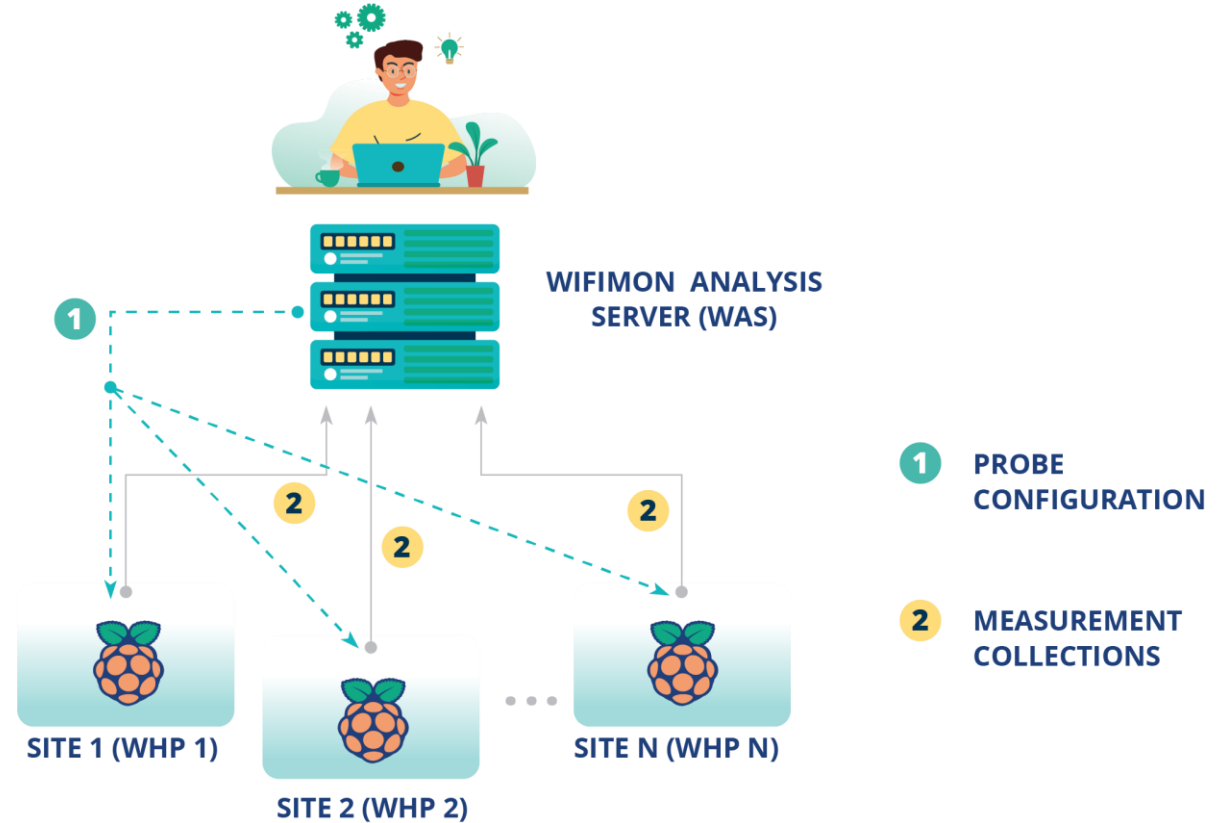 WIFIMON ANALYSIS
SERVER (WAS)
1
2
2
2
1
PROBE
CONFIGURATION
2
MEASUREMENT
COLLECTIONS
SITE 1 (WHP 1)
SITE 2 (WHP 2)
SITE N (WHP N)